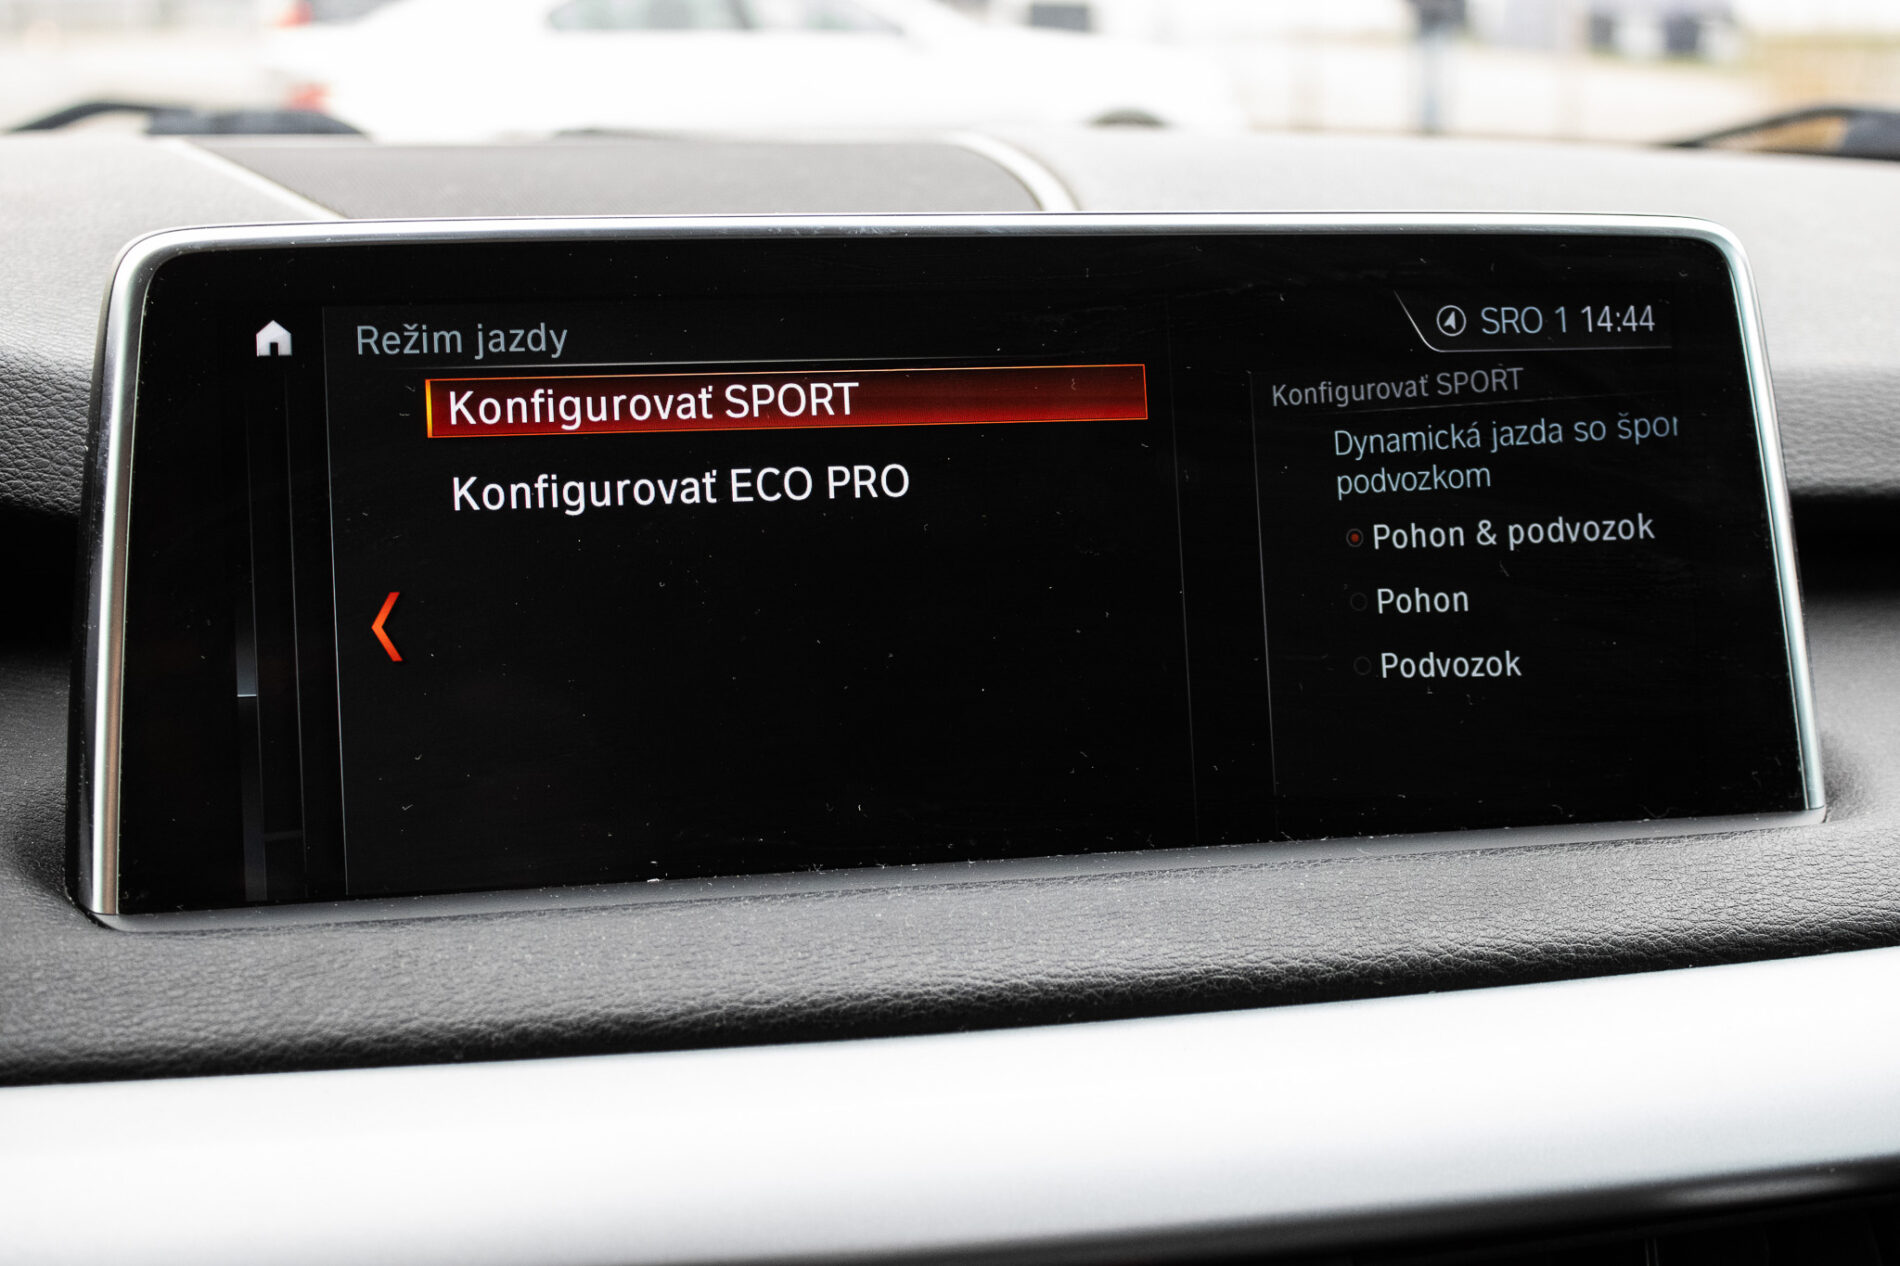 Režim jazdy
SRO 1 14:44
Konfigurovať SPORT
Konfigurovať ECO PRO
Konfigurovať SPORT
Dynamická jazda so špor
podvozkom
Pohon & podvozok
Pohon
Podvozok